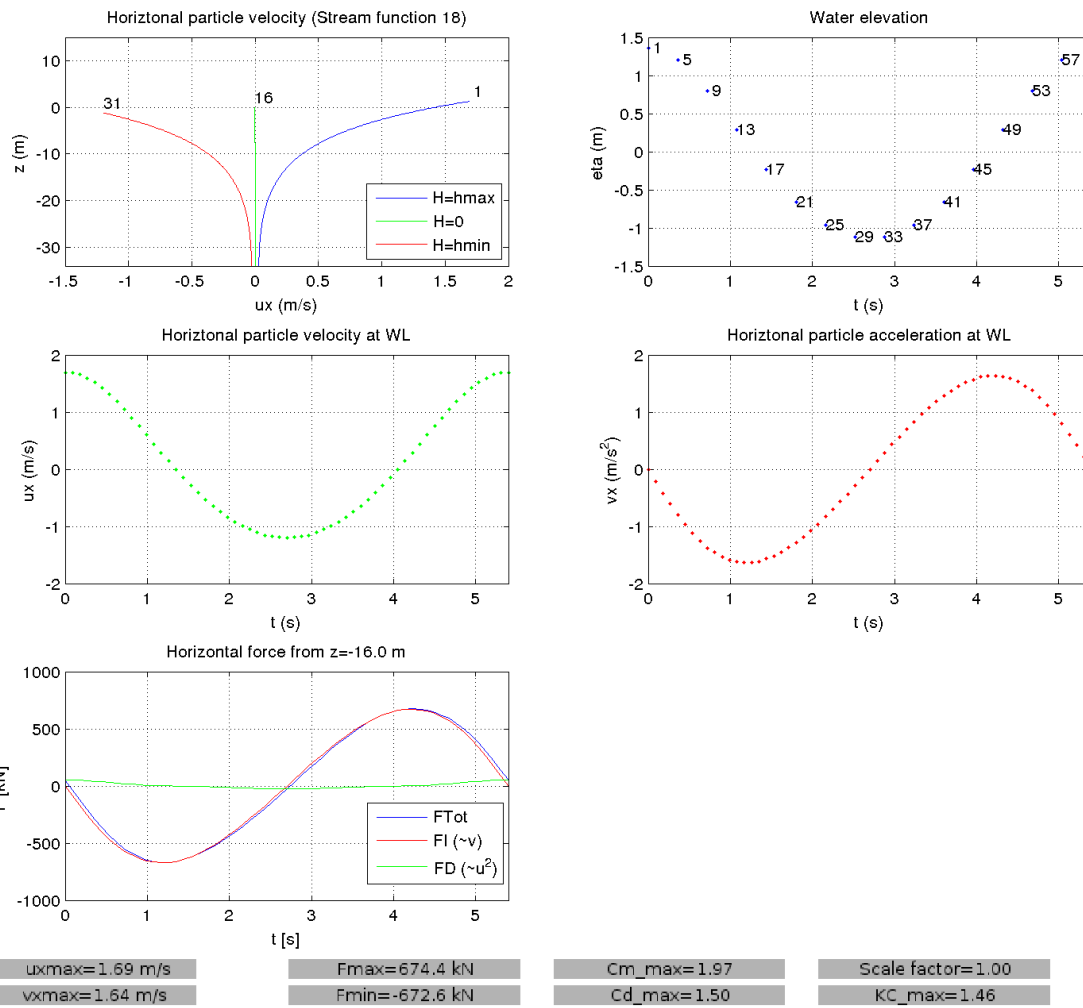 Horiztonal particle velocity (Stream function 18)
z (m)
10
0
-10
-20
-30
31
16
1
H=hmax
H=0
H=hmin
-1.5
-1
-0.5
0
0.5
1
1.5
2
ux (m/s)
Water elevation
eta (m)
1.5
1
0.5
0
-0.5
-1
-1.5
1
5
9
13
17
21
25
29
33
37
41
45
49
53
57
0
1
2
3
4
5
t (s)
Horiztonal particle velocity at WL
ux (m/s)
2
1
0
-1
-2
0
1
2
3
4
5
t (s)
Horiztonal particle acceleration at WL
vx (m/s²)
2
1
0
-1
-2
0
1
2
3
4
5
t (s)
Horizontal force from z=-16.0 m
[kN]
1000
500
0
-500
-1000
FTot
FI (~v)
FD (~u²)
0
1
2
3
4
5
t [s]
uxmax=1.69 m/s
Fmax=674.4 kN
Cm_max=1.97
Scale factor=1.00
vxmax=1.64 m/s
Fmin=-672.6 kN
Cd_max=1.50
KC_max=1.46